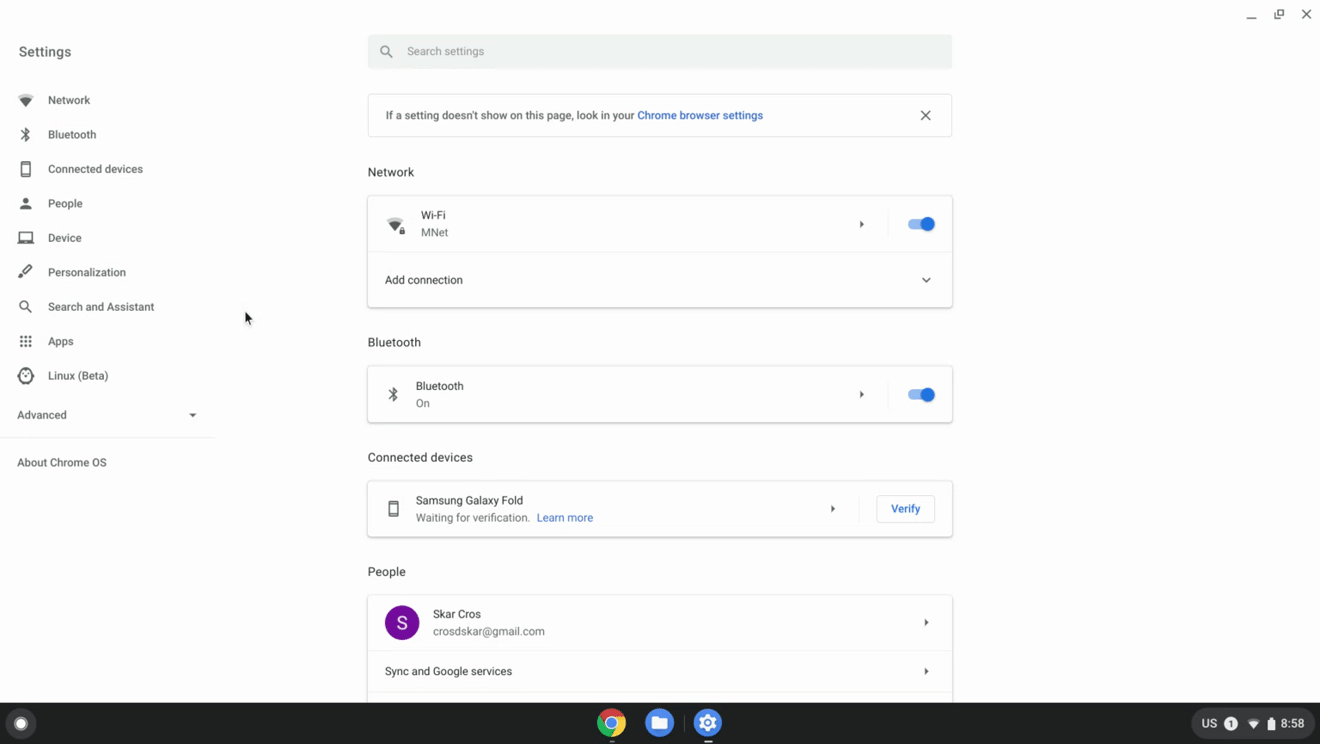 Settings
Search settings
Network
Bluetooth
Connected devices
People
Device
Personalization
Search and Assistant
Apps
Linux (Beta)
Advanced
About Chrome OS
If a setting doesn't show on this page, look in your Chrome browser settings
Network
Wi-Fi
MNet
Add connection
Bluetooth
Bluetooth
On
Connected devices
Samsung Galaxy Fold
Waiting for verification. Learn more
Verify
People
S
Skar Cros
crosdskar@gmail.com
Sync and Google services
US 1 8:58